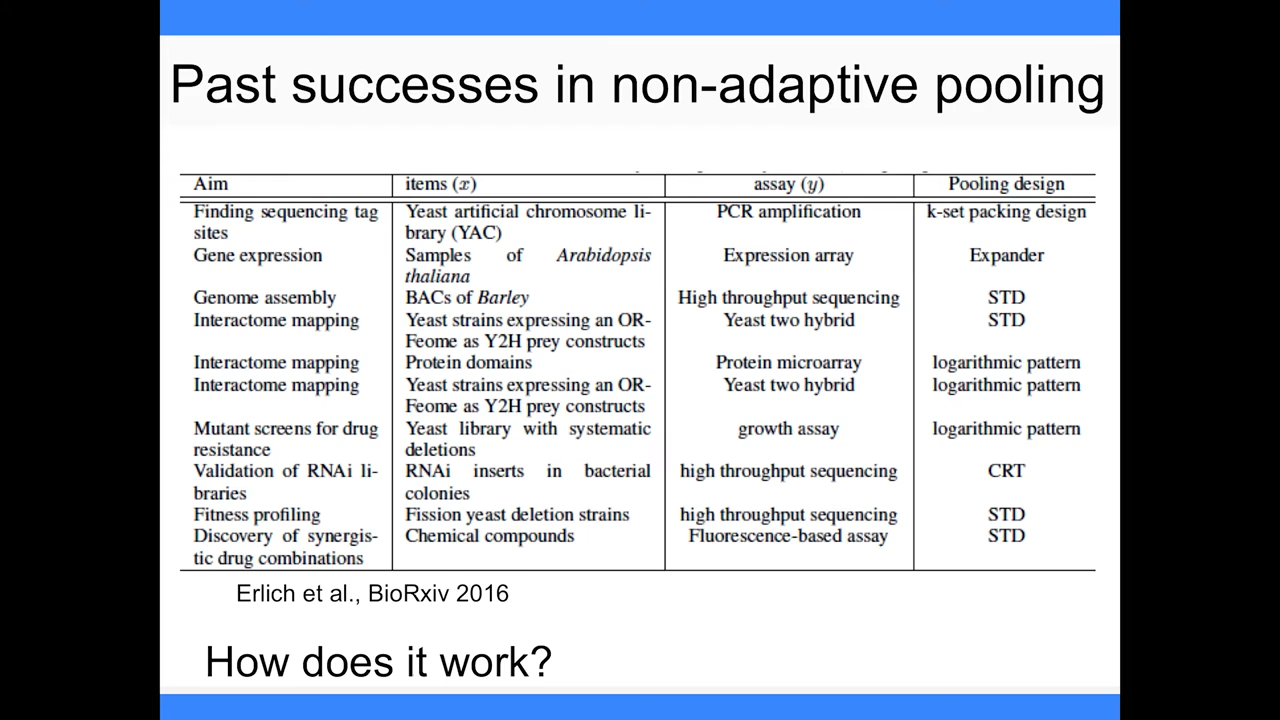 Past successes in non-adaptive pooling
Aim items (x) assay (y) Pooling design
Finding sequencing tag sites Yeast artificial chromosome li-brary (YAC) PCR amplification k-set packing design
Gene expression Samples of Arabidopsis thaliana Expression array Expander
Genome assembly BACs of Barley High throughput sequencing STD
Interactome mapping Yeast strains expressing an OR-Feome as Y2H prey constructs Yeast two hybrid STD
Interactome mapping Protein domains Protein microarray logarithmic pattern
Interactome mapping Yeast strains expressing an OR-Feome as Y2H prey constructs Yeast two hybrid logarithmic pattern
Mutant screens for drug resistance Yeast library with systematic deletions growth assay logarithmic pattern
Validation of RNAi li-braries RNAi inserts in bacterial colonies high throughput sequencing CRT
Fitness profiling Fission yeast deletion strains high throughput sequencing STD
Discovery of synergis-tic drug combinations Chemical compounds Fluorescence-based assay STD
Erlich et al., BioRxiv 2016
How does it work?